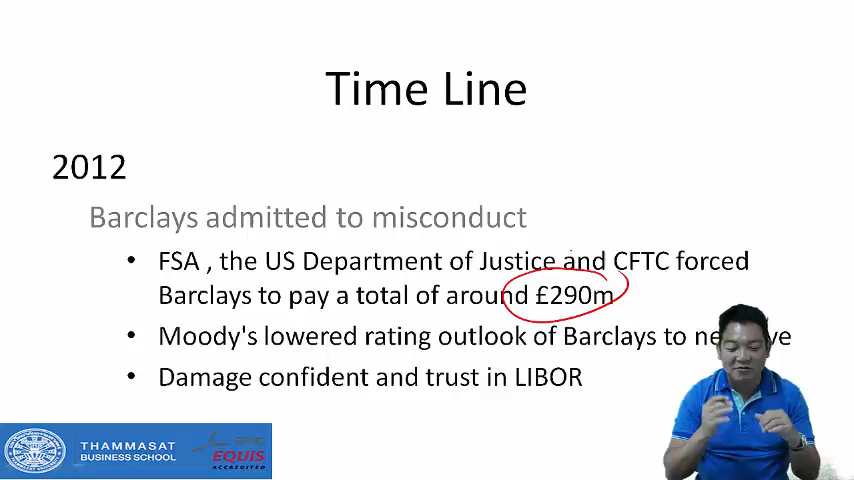 Time Line
2012
Barclays admitted to misconduct
• FSA , the US Department of Justice and CFTC forced
Barclays to pay a total of around £290m
• Moody's lowered rating outlook of Barclays to
• Damage confident and trust in LIBOR
THAMMASAT
BUSINESS SCHOOL
EQUIS
ACCREDITED